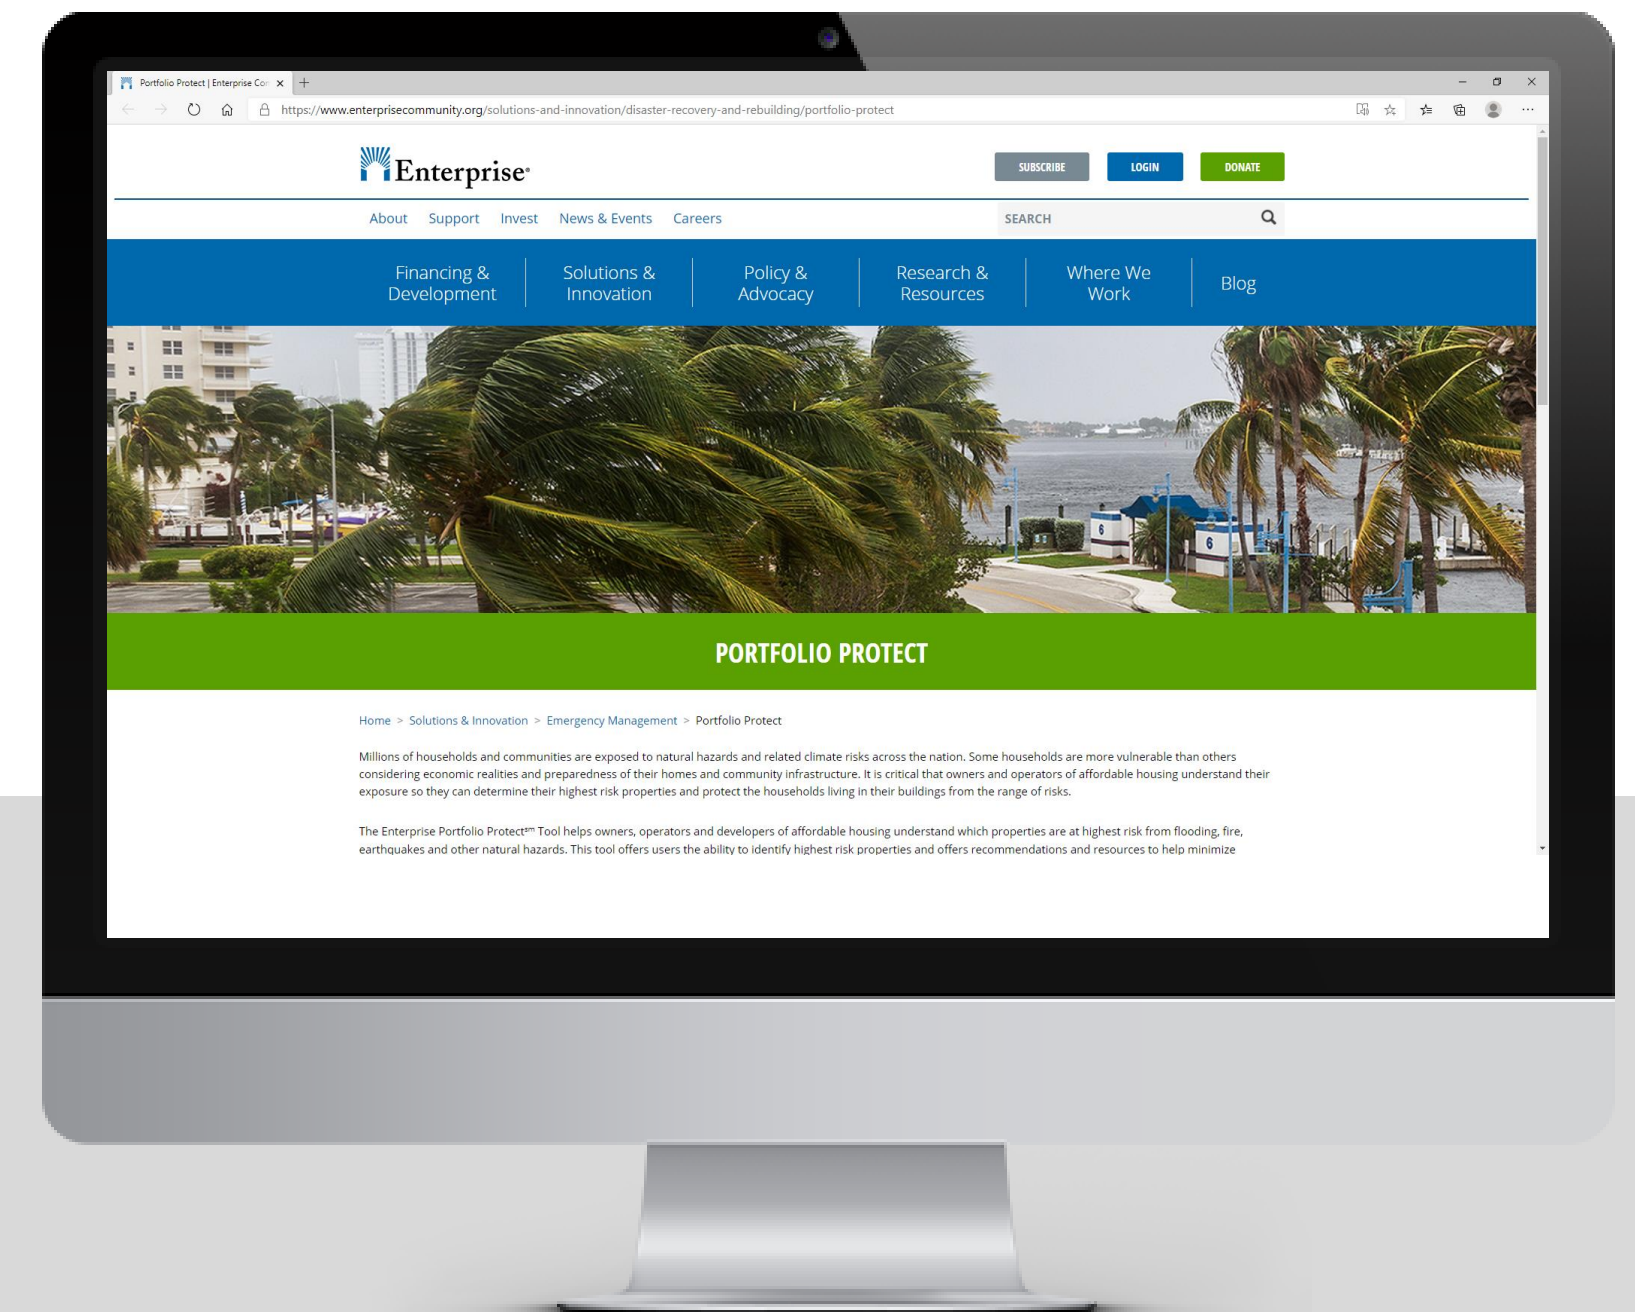 Portfolio Protect | Enterprise Co
https://www.enterprisecommunity.org/solutions-and-innovation/disaster-recovery-and-rebuilding/portfolio-protect
Enterprise®
SUBSCRIBE LOGIN DONATE
About Support Invest News & Events Careers SEARCH
Financing & Solutions & Policy & Research & Where We Blog
Development Innovation Advocacy Resources Work
6
6
PORTFOLIO PROTECT
Home > Solutions & Innovation > Emergency Management > Portfolio Protect
Millions of households and communities are exposed to natural hazards and related climate risks across the nation. Some households are more vulnerable than others
considering economic realities and preparedness of their homes and community infrastructure. It is critical that owners and operators of affordable housing understand their
exposure so they can determine their highest risk properties and protect the households living in their buildings from the range of risks.
The Enterprise Portfolio Protect℠ Tool helps owners, operators and developers of affordable housing understand which properties are at highest risk from flooding, fire,
earthquakes and other natural hazards. This tool offers users the ability to identify highest risk properties and offers recommendations and resources to help minimize